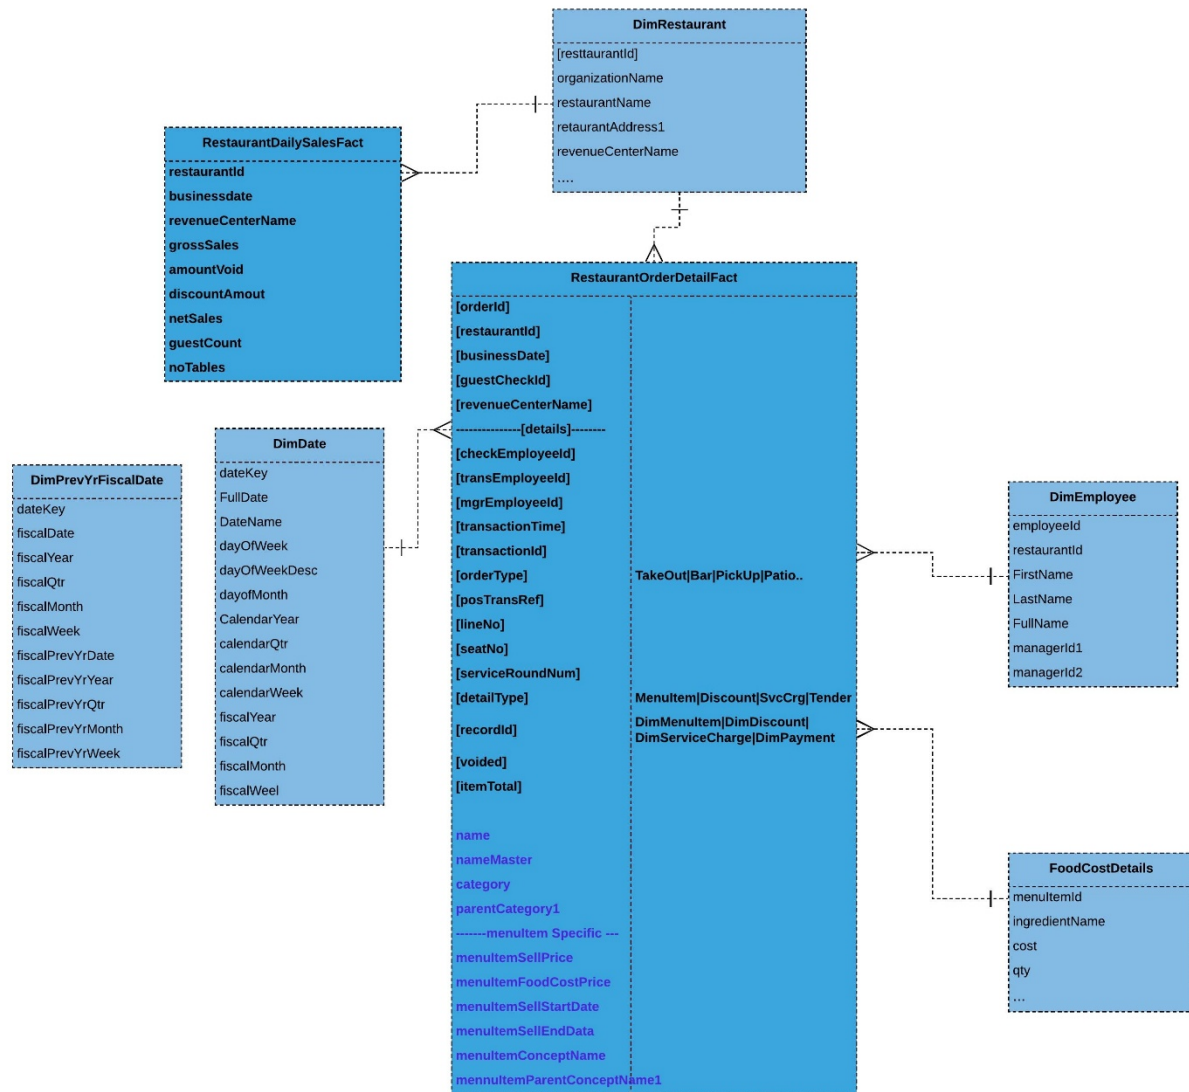 DimRestaurant
[resttaurantId]
organizationName
restaurantName
retaurantAddress1
revenueCenterName
....
RestaurantDailySalesFact
restaurantId
businessdate
revenueCenterName
grossSales
amountVoid
discountAmout
netSales
guestCount
noTables
RestaurantOrderDetailFact
[orderId]
[restaurantId]
[businessDate]
[guestCheckId]
[revenueCenterName]
---------------[details]--------
[checkEmployeeId]
[transEmployeeId]
[mgrEmployeeId]
[transactionTime]
[transactionId]
[orderType] TakeOut|Bar|PickUp|Patio..
[posTransRef]
[lineNo]
[seatNo]
[serviceRoundNum]
[detailType] MenuItem|Discount|SvcCrg|Tender
[recordId] DimMenuItem|DimDiscount|
DimServiceCharge|DimPayment
[voided]
[itemTotal]
name
nameMaster
category
parentCategory1
-------menuItem Specific ---
menuItemSellPrice
menuItemFoodCostPrice
menuItemSellStartDate
menuItemSellEndData
menuItemConceptName
mennuItemParentConceptName1
DimDate
dateKey
FullDate
DateName
dayOfWeek
dayOfWeekDesc
dayofMonth
CalendarYear
calendarQtr
calendarMonth
calendarWeek
fiscalYear
fiscalQtr
fiscalMonth
fiscalWeel
DimPrevYrFiscalDate
dateKey
fiscalDate
fiscalYear
fiscalQtr
fiscalMonth
fiscalWeek
fiscalPrevYrDate
fiscalPrevYrYear
fiscalPrevYrQtr
fiscalPrevYrMonth
fiscalPrevYrWeek
DimEmployee
employeeId
restaurantId
FirstName
LastName
FullName
managerId1
managerId2
FoodCostDetails
menuItemId
ingredientName
cost
qty
...